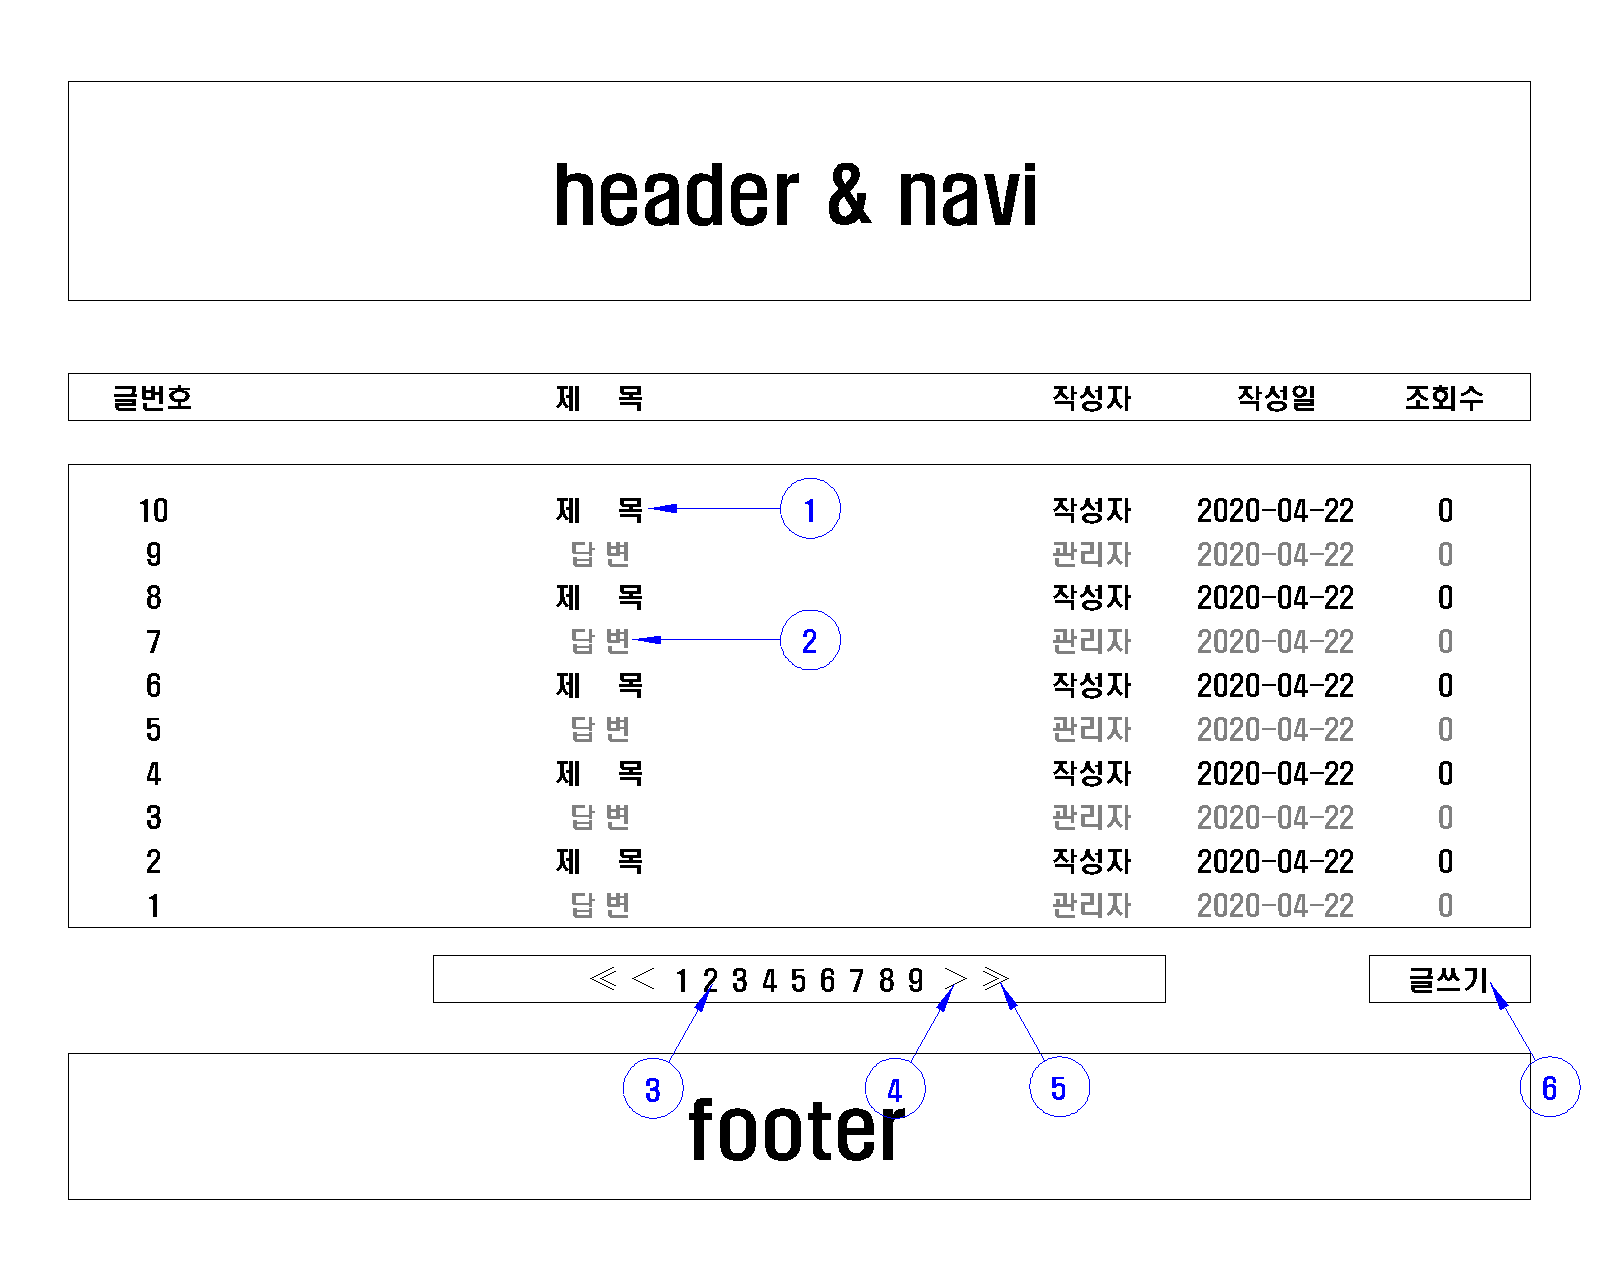 header & navi
글번호 제 목 작성자 작성일 조회수
10 제 목 작성자 2020-04-22 0
1
9 답 변 관리자 2020-04-22 0
8 제 목 작성자 2020-04-22 0
7 답 변 관리자 2020-04-22 0
2
6 제 목 작성자 2020-04-22 0
5 답 변 관리자 2020-04-22 0
4 제 목 작성자 2020-04-22 0
3 답 변 관리자 2020-04-22 0
2 제 목 작성자 2020-04-22 0
1 답 변 관리자 2020-04-22 0
≪ < 1 2 3 4 5 6 7 8 9 > ≫ 글쓰기
3 4 5 6
footer